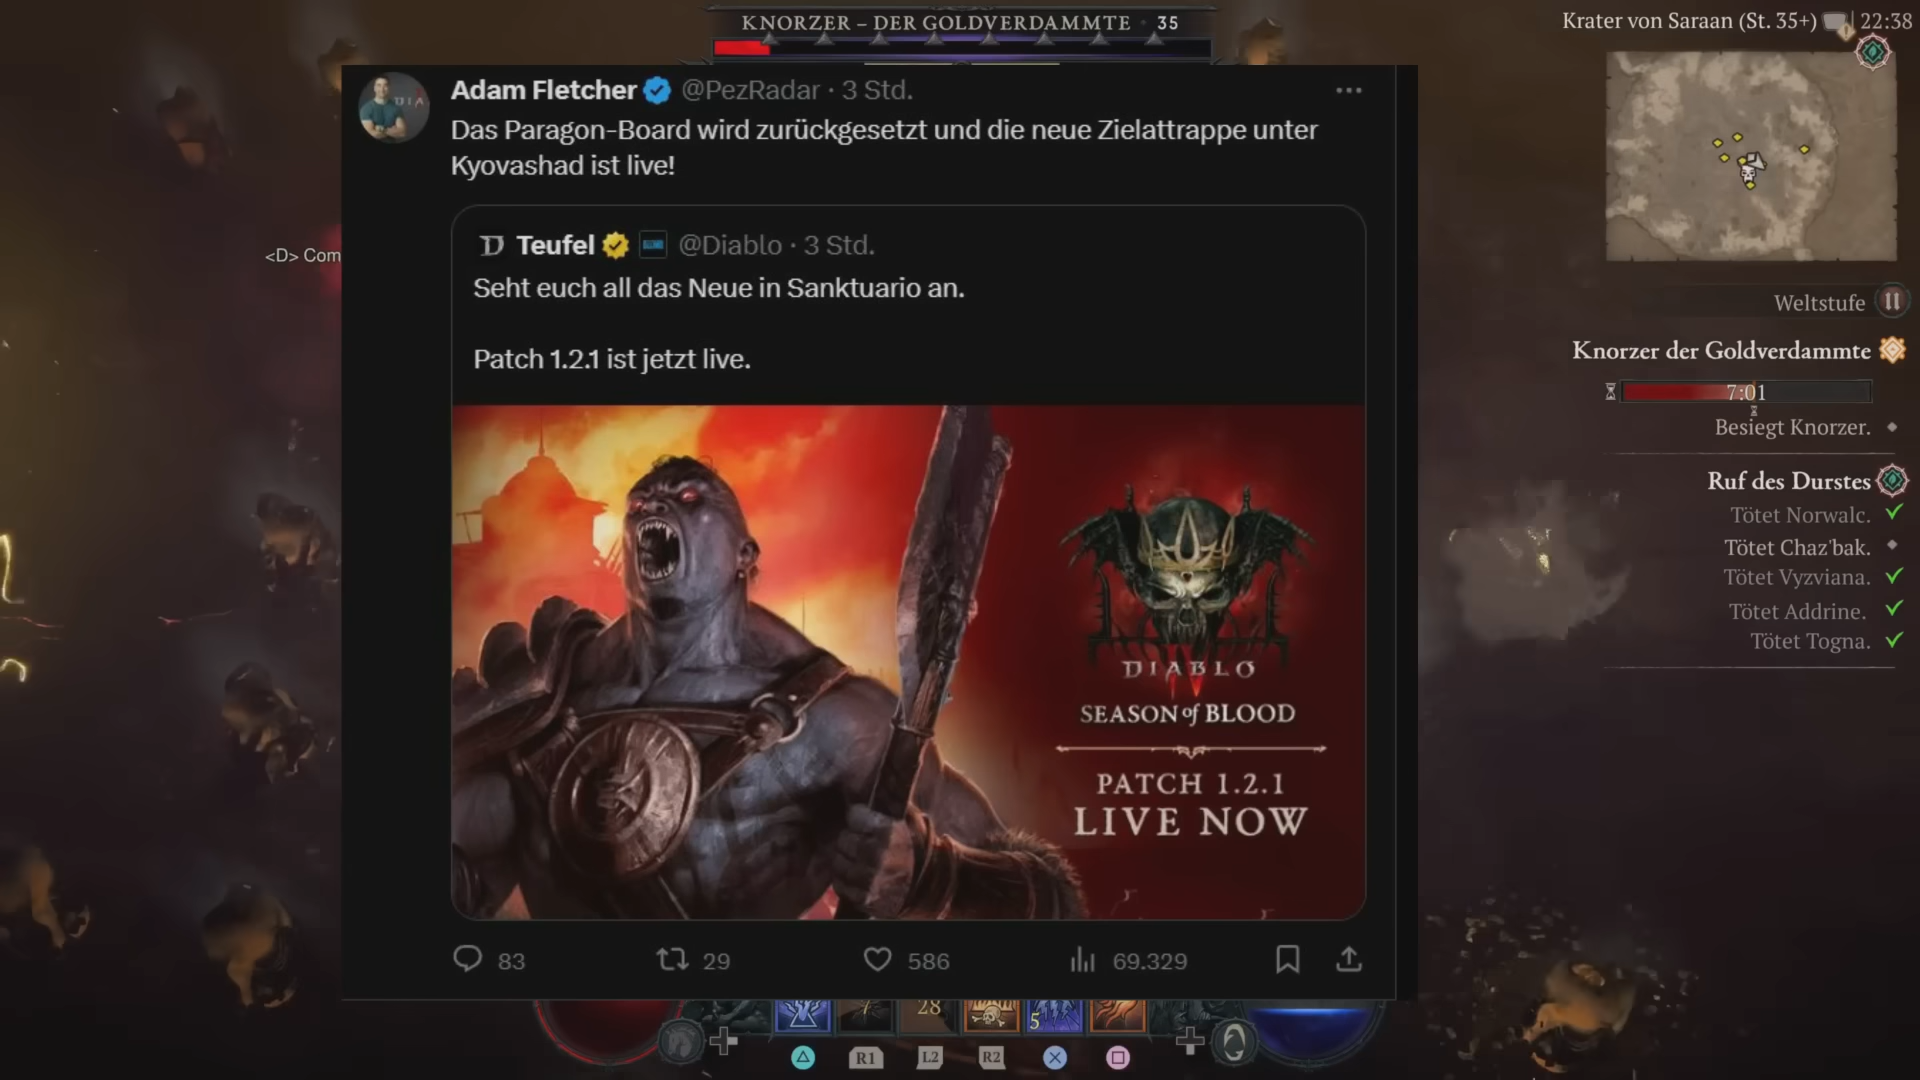 KNORZER – DER GOLDVERDAMMTE 35
Krater von Saraan (St. 35+) 22:38
Adam Fletcher @PezRadar · 3 Std.
Das Paragon-Board wird zurückgesetzt und die neue Zielattrappe unter
Kyovashad ist live!
<D> Com
Teufel @Diablo · 3 Std.
Seht euch all das Neue in Sanktuario an.
Patch 1.2.1 ist jetzt live.
DIABLO
IV
SEASON of BLOOD
PATCH 1.2.1
LIVE NOW
83 29 586 69.329
Weltstufe II
Knorzer der Goldverdammte
7:01
Besiegt Knorzer.
Ruf des Durstes
Tötet Norwalc.
Tötet Chaz'bak.
Tötet Vyzviana.
Tötet Addrine.
Tötet Togna.
28
5
R1 L2 R2